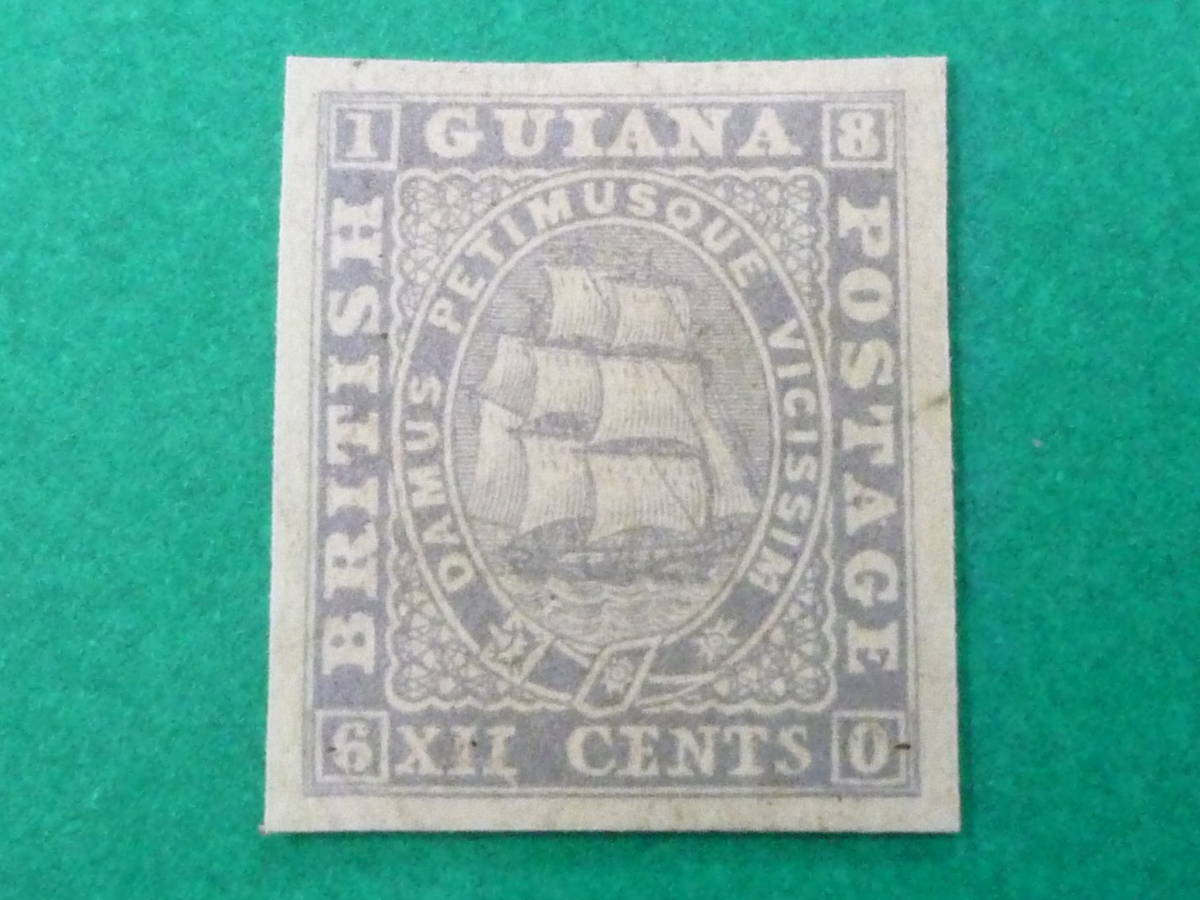 1 GUIANA 8
BRITISH
POSTAGE
DAMUS PETIMUSQUE VICISSIM
6 XII CENTS 0